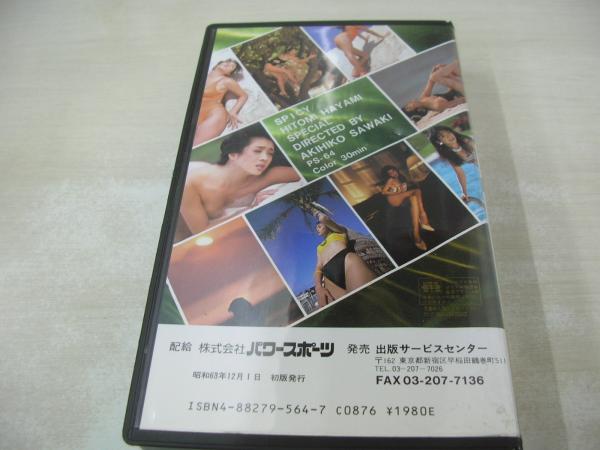 SPICY
HITOMI HAYAMI
SPECIAL
DIRECTED BY
AKIHIKO SAWAKI
PS-64
Color 30min
配給 株式会社 パワースポーツ 発売 出版サービスセンター
〒162 東京都新宿区早稲田鶴巻町511
TEL.03-207-7026
昭和63年12月1日 初版発行
FAX03-207-7136
ISBN4-88279-564-7 C0876 ¥1980E